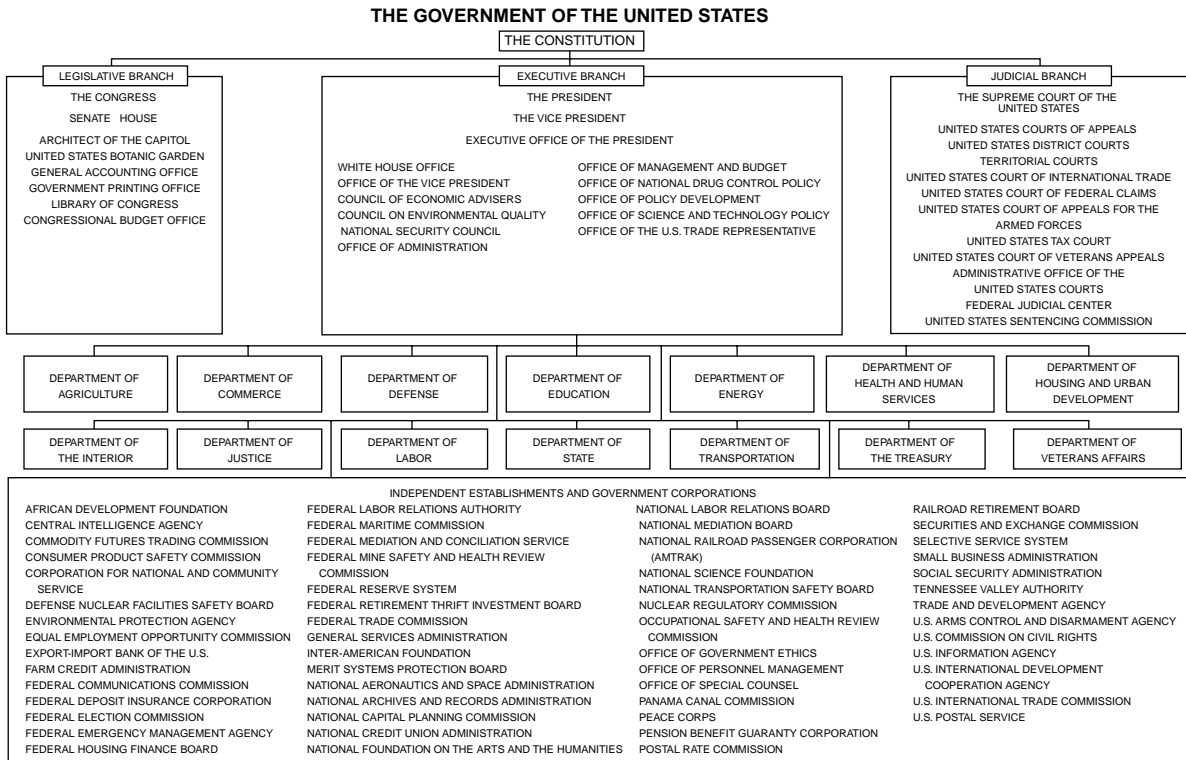 THE GOVERNMENT OF THE UNITED STATES
THE CONSTITUTION
LEGISLATIVE BRANCH
THE CONGRESS
SENATE HOUSE
ARCHITECT OF THE CAPITOL
UNITED STATES BOTANIC GARDEN
GENERAL ACCOUNTING OFFICE
GOVERNMENT PRINTING OFFICE
LIBRARY OF CONGRESS
CONGRESSIONAL BUDGET OFFICE
EXECUTIVE BRANCH
THE PRESIDENT
THE VICE PRESIDENT
EXECUTIVE OFFICE OF THE PRESIDENT
WHITE HOUSE OFFICE
OFFICE OF THE VICE PRESIDENT
COUNCIL OF ECONOMIC ADVISERS
COUNCIL ON ENVIRONMENTAL QUALITY
NATIONAL SECURITY COUNCIL
OFFICE OF ADMINISTRATION
OFFICE OF MANAGEMENT AND BUDGET
OFFICE OF NATIONAL DRUG CONTROL POLICY
OFFICE OF POLICY DEVELOPMENT
OFFICE OF SCIENCE AND TECHNOLOGY POLICY
OFFICE OF THE U.S. TRADE REPRESENTATIVE
JUDICIAL BRANCH
THE SUPREME COURT OF THE
UNITED STATES
UNITED STATES COURTS OF APPEALS
UNITED STATES DISTRICT COURTS
TERRITORIAL COURTS
UNITED STATES COURT OF INTERNATIONAL TRADE
UNITED STATES COURT OF FEDERAL CLAIMS
UNITED STATES COURT OF APPEALS FOR THE
ARMED FORCES
UNITED STATES TAX COURT
UNITED STATES COURT OF VETERANS APPEALS
ADMINISTRATIVE OFFICE OF THE
UNITED STATES COURTS
FEDERAL JUDICIAL CENTER
UNITED STATES SENTENCING COMMISSION
DEPARTMENT OF
AGRICULTURE
DEPARTMENT OF
COMMERCE
DEPARTMENT OF
DEFENSE
DEPARTMENT OF
EDUCATION
DEPARTMENT OF
ENERGY
DEPARTMENT OF
HEALTH AND HUMAN
SERVICES
DEPARTMENT OF
HOUSING AND URBAN
DEVELOPMENT
DEPARTMENT OF
THE INTERIOR
DEPARTMENT OF
JUSTICE
DEPARTMENT OF
LABOR
DEPARTMENT OF
STATE
DEPARTMENT OF
TRANSPORTATION
DEPARTMENT OF
THE TREASURY
DEPARTMENT OF
VETERANS AFFAIRS
INDEPENDENT ESTABLISHMENTS AND GOVERNMENT CORPORATIONS
AFRICAN DEVELOPMENT FOUNDATION
CENTRAL INTELLIGENCE AGENCY
COMMODITY FUTURES TRADING COMMISSION
CONSUMER PRODUCT SAFETY COMMISSION
CORPORATION FOR NATIONAL AND COMMUNITY
SERVICE
DEFENSE NUCLEAR FACILITIES SAFETY BOARD
ENVIRONMENTAL PROTECTION AGENCY
EQUAL EMPLOYMENT OPPORTUNITY COMMISSION
EXPORT-IMPORT BANK OF THE U.S.
FARM CREDIT ADMINISTRATION
FEDERAL COMMUNICATIONS COMMISSION
FEDERAL DEPOSIT INSURANCE CORPORATION
FEDERAL ELECTION COMMISSION
FEDERAL EMERGENCY MANAGEMENT AGENCY
FEDERAL HOUSING FINANCE BOARD
FEDERAL LABOR RELATIONS AUTHORITY
FEDERAL MARITIME COMMISSION
FEDERAL MEDIATION AND CONCILIATION SERVICE
FEDERAL MINE SAFETY AND HEALTH REVIEW
COMMISSION
FEDERAL RESERVE SYSTEM
FEDERAL RETIREMENT THRIFT INVESTMENT BOARD
FEDERAL TRADE COMMISSION
GENERAL SERVICES ADMINISTRATION
INTER-AMERICAN FOUNDATION
MERIT SYSTEMS PROTECTION BOARD
NATIONAL AERONAUTICS AND SPACE ADMINISTRATION
NATIONAL ARCHIVES AND RECORDS ADMINISTRATION
NATIONAL CAPITAL PLANNING COMMISSION
NATIONAL CREDIT UNION ADMINISTRATION
NATIONAL FOUNDATION ON THE ARTS AND THE HUMANITIES
NATIONAL LABOR RELATIONS BOARD
NATIONAL MEDIATION BOARD
NATIONAL RAILROAD PASSENGER CORPORATION
(AMTRAK)
NATIONAL SCIENCE FOUNDATION
NATIONAL TRANSPORTATION SAFETY BOARD
NUCLEAR REGULATORY COMMISSION
OCCUPATIONAL SAFETY AND HEALTH REVIEW
COMMISSION
OFFICE OF GOVERNMENT ETHICS
OFFICE OF PERSONNEL MANAGEMENT
OFFICE OF SPECIAL COUNSEL
PANAMA CANAL COMMISSION
PEACE CORPS
PENSION BENEFIT GUARANTY CORPORATION
POSTAL RATE COMMISSION
RAILROAD RETIREMENT BOARD
SECURITIES AND EXCHANGE COMMISSION
SELECTIVE SERVICE SYSTEM
SMALL BUSINESS ADMINISTRATION
SOCIAL SECURITY ADMINISTRATION
TENNESSEE VALLEY AUTHORITY
TRADE AND DEVELOPMENT AGENCY
U.S. ARMS CONTROL AND DISARMAMENT AGENCY
U.S. COMMISSION ON CIVIL RIGHTS
U.S. INFORMATION AGENCY
U.S. INTERNATIONAL DEVELOPMENT
COOPERATION AGENCY
U.S. INTERNATIONAL TRADE COMMISSION
U.S. POSTAL SERVICE